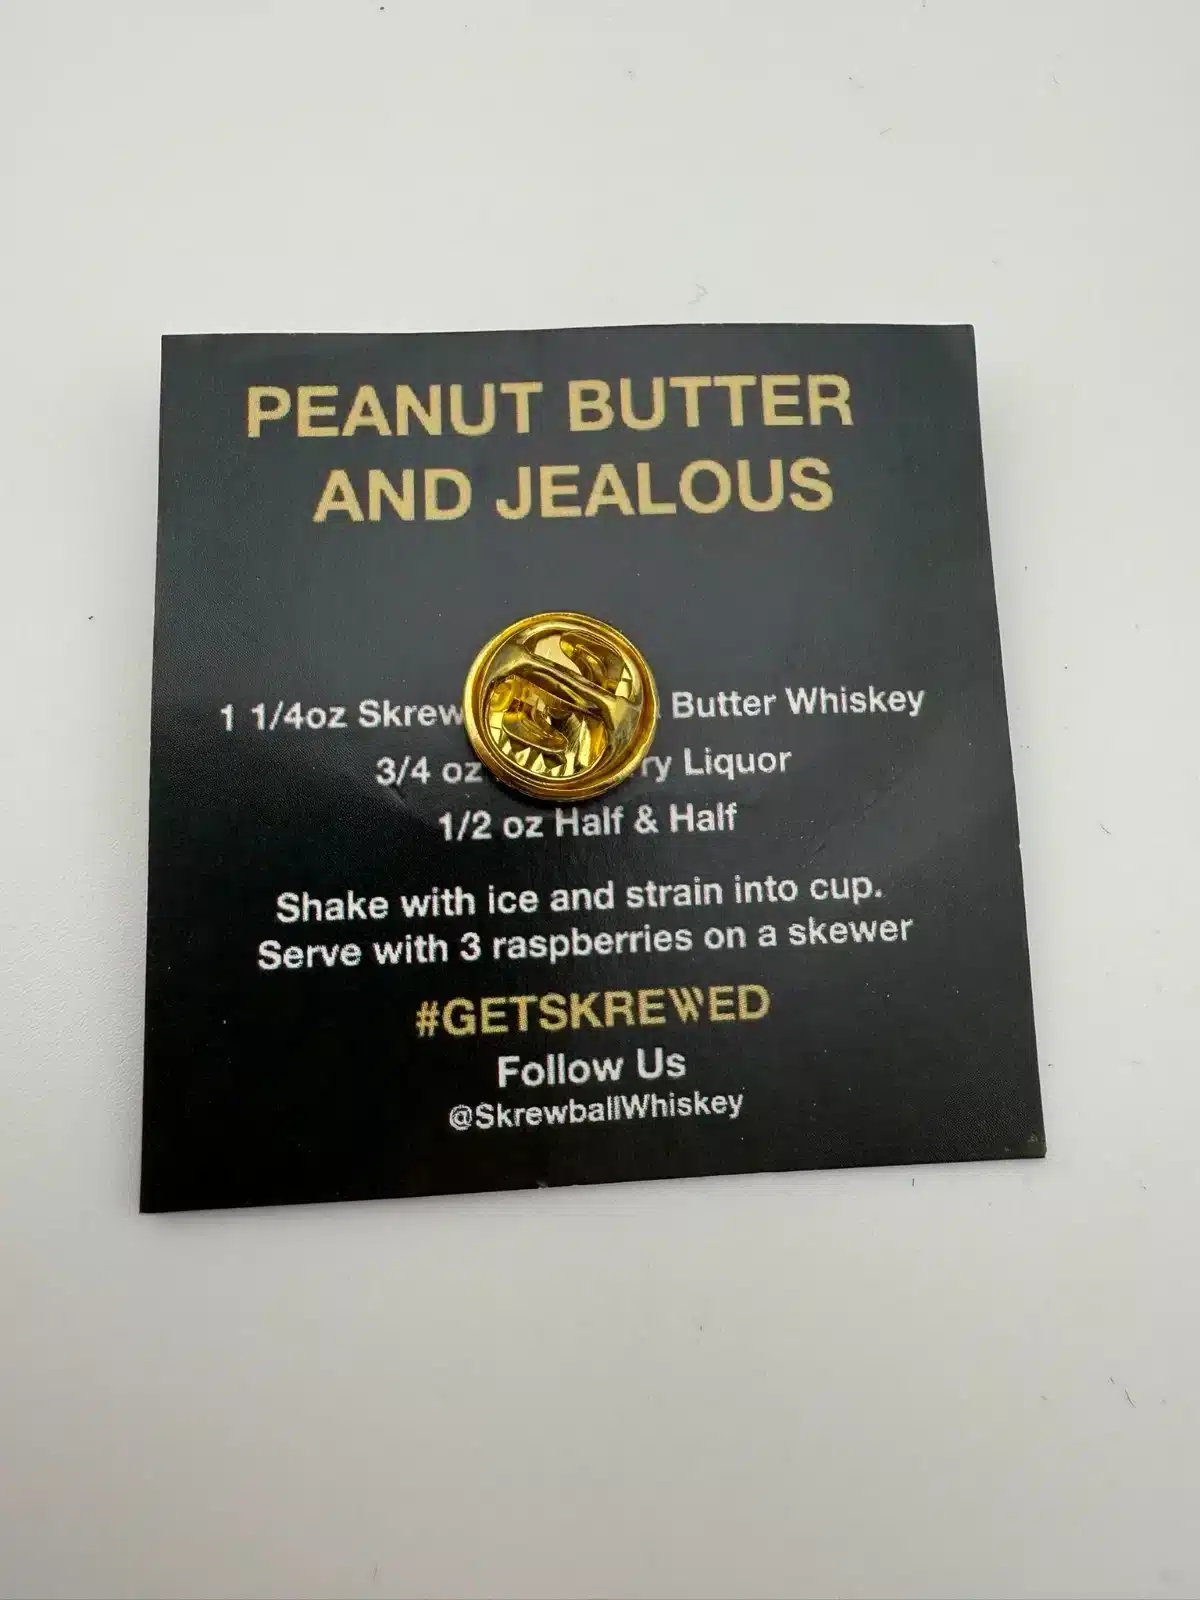 PEANUT BUTTER
AND JEALOUS
1 1/4oz Skrew Butter Whiskey
3/4 oz ry Liquor
1/2 oz Half & Half
Shake with ice and strain into cup.
Serve with 3 raspberries on a skewer
#GETSKREWED
Follow Us
@SkrewballWhiskey